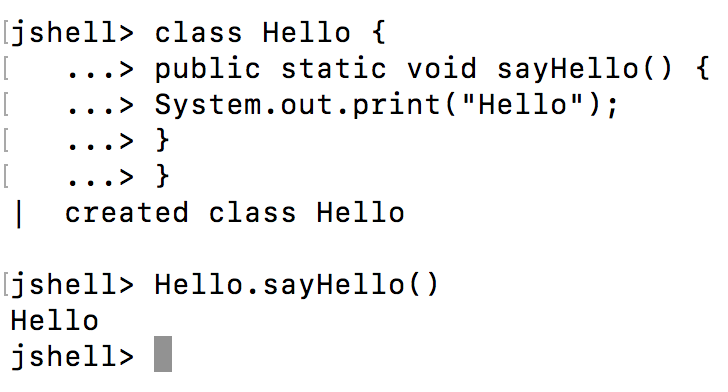 [jshell> class Hello {
[   ...> public static void sayHello() {
[   ...> System.out.print("Hello");
[   ...> }
[   ...> }
|  created class Hello
[jshell> Hello.sayHello()
Hello
jshell>